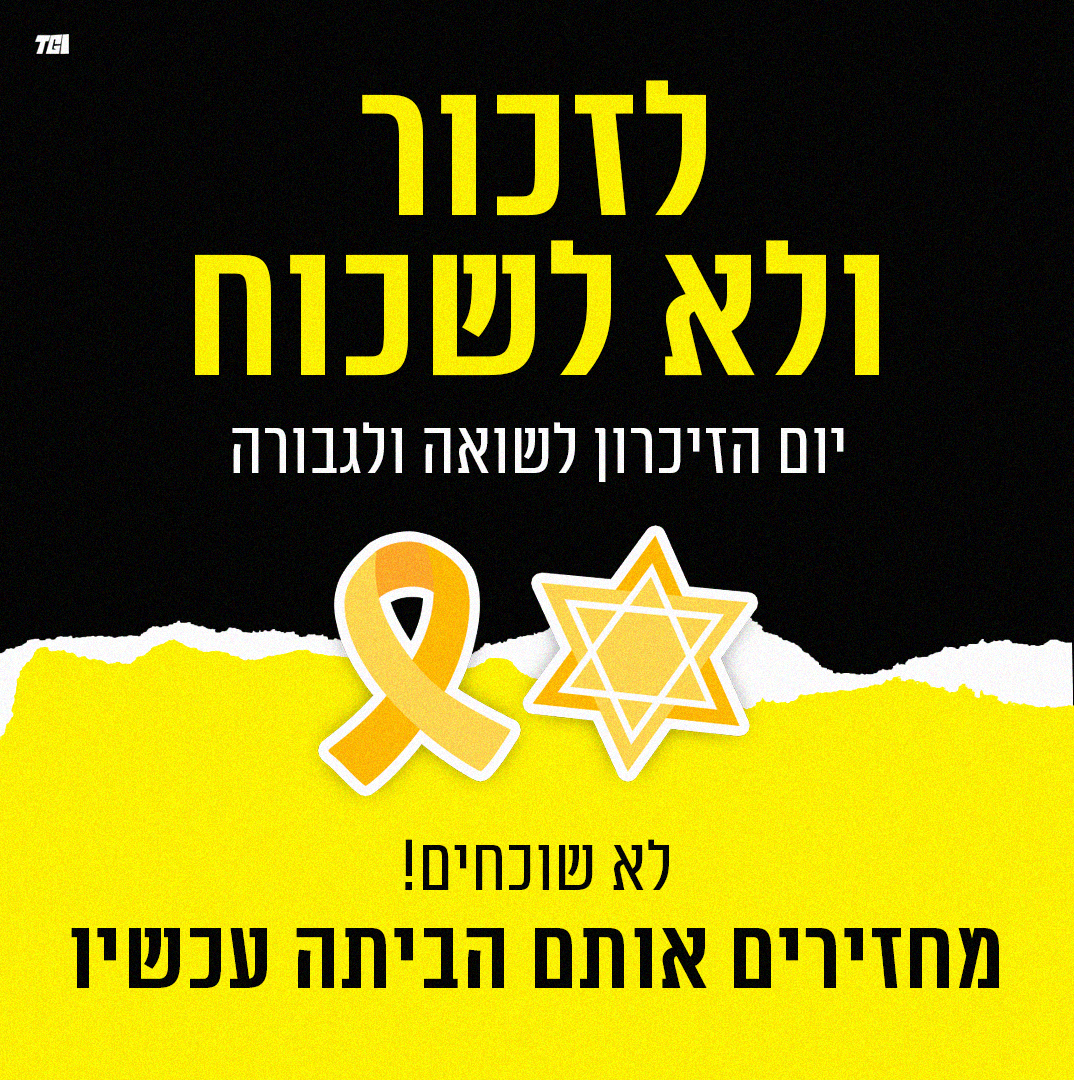 TGI
לזכור
ולא לשכוח
יום הזיכרון לשואה ולגבורה
לא שוכחים!
מחזירים אותם הביתה עכשיו